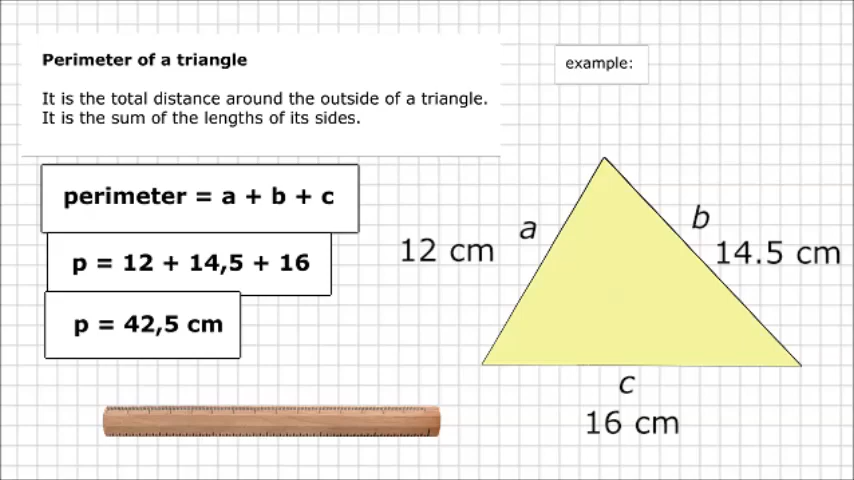 Perimeter of a triangle
It is the total distance around the outside of a triangle.
It is the sum of the lengths of its sides.
example:
perimeter = a + b + c
p = 12 + 14,5 + 16
p = 42,5 cm
a
12 cm
b
14.5 cm
c
16 cm